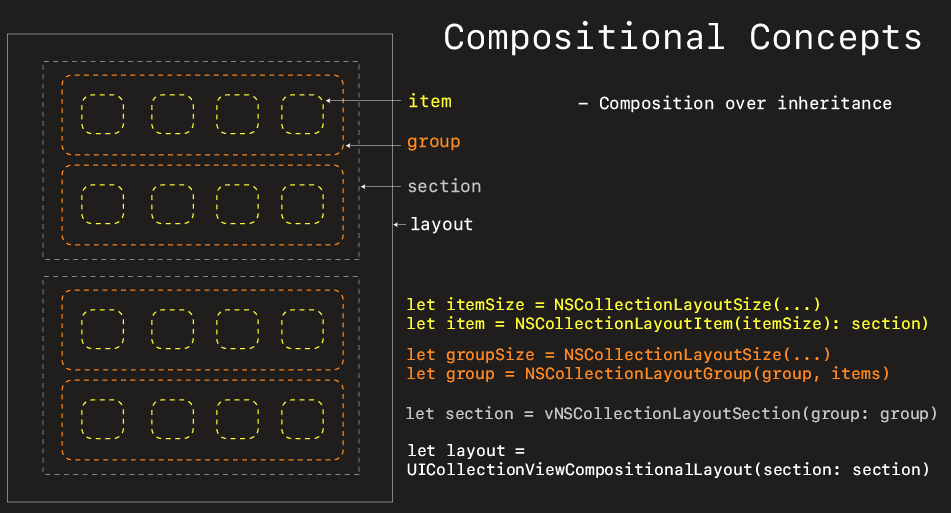 Compositional Concepts
item
– Composition over inheritance
group
section
layout
let itemSize = NSCollectionLayoutSize(...)
let item = NSCollectionLayoutItem(itemSize): section)
let groupSize = NSCollectionLayoutSize(...)
let group = NSCollectionLayoutGroup(group, items)
let section = vNSCollectionLayoutSection(group: group)
let layout =
UICollectionViewCompositionalLayout(section: section)